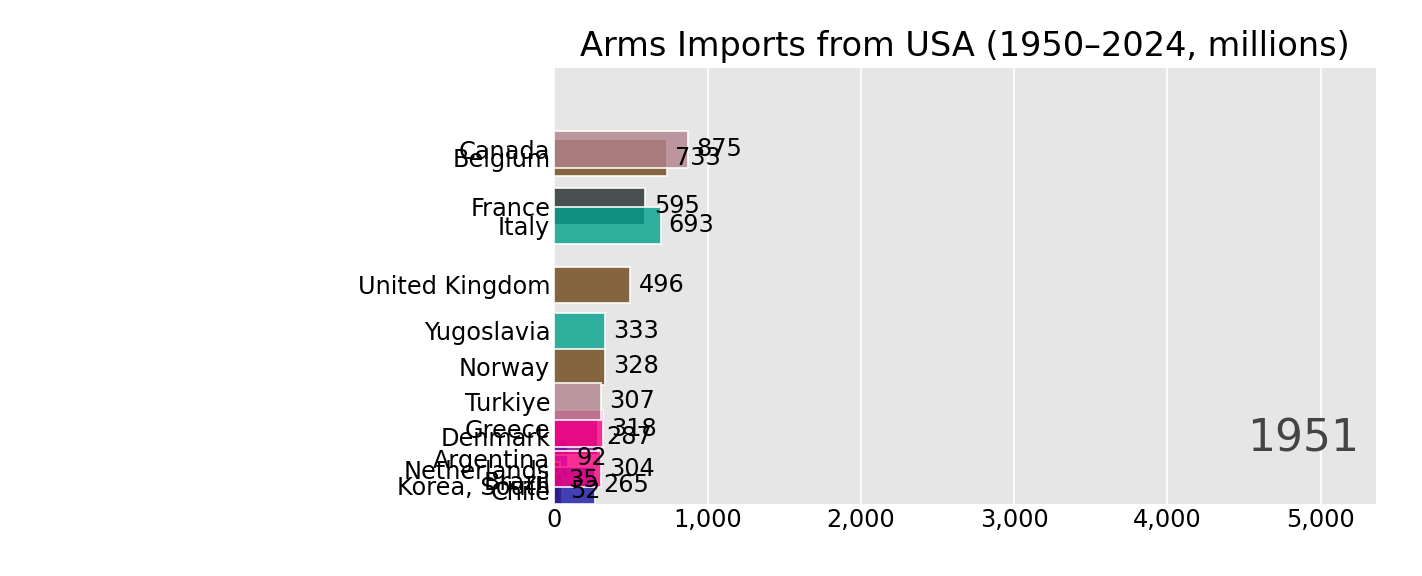 Arms Imports from USA (1950–2024, millions)
Canada 875
Belgium 733
France 595
Italy 693
United Kingdom 496
Yugoslavia 333
Norway 328
Turkiye 307
Greece 318
Denmark 287
Argentina 92
Netherlands 304
Brazil 35
Korea, South 265
Chile 52
1951
0 1,000 2,000 3,000 4,000 5,000